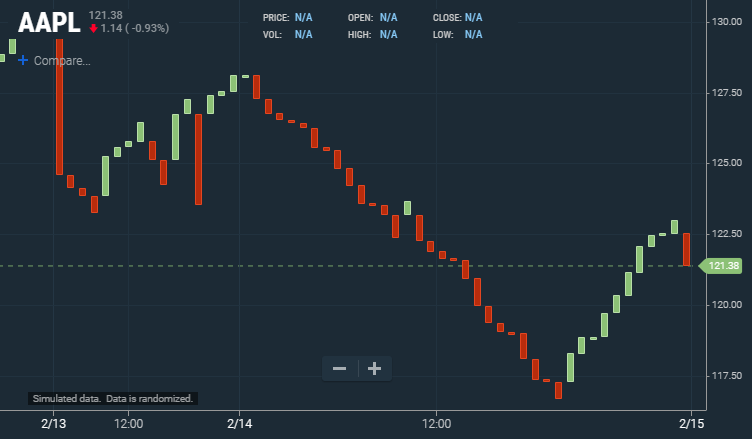 AAPL 121.38
1.14 ( -0.93%)
PRICE: N/A OPEN: N/A CLOSE: N/A
VOL: N/A HIGH: N/A LOW: N/A
+ Compare...
130.00
127.50
125.00
122.50
121.38
120.00
117.50
Simulated data. Data is randomized.
2/13 12:00 2/14 12:00 2/15